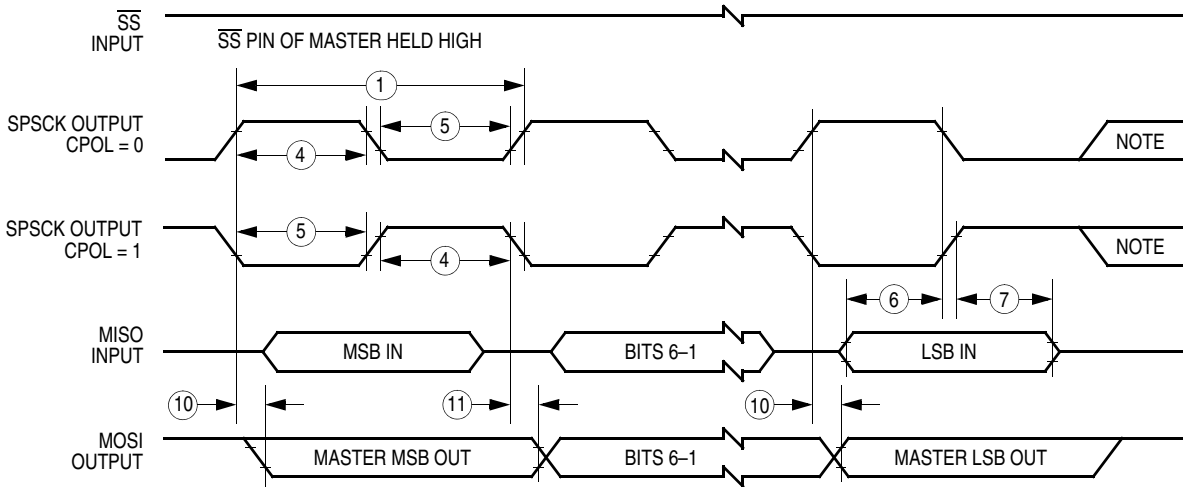 SS
INPUT
SS PIN OF MASTER HELD HIGH
1
SPSCK OUTPUT
CPOL = 0
5
4
NOTE
SPSCK OUTPUT
CPOL = 1
5
4
NOTE
6
7
MISO
INPUT
MSB IN
BITS 6–1
LSB IN
10
11
10
MOSI
OUTPUT
MASTER MSB OUT
BITS 6–1
MASTER LSB OUT